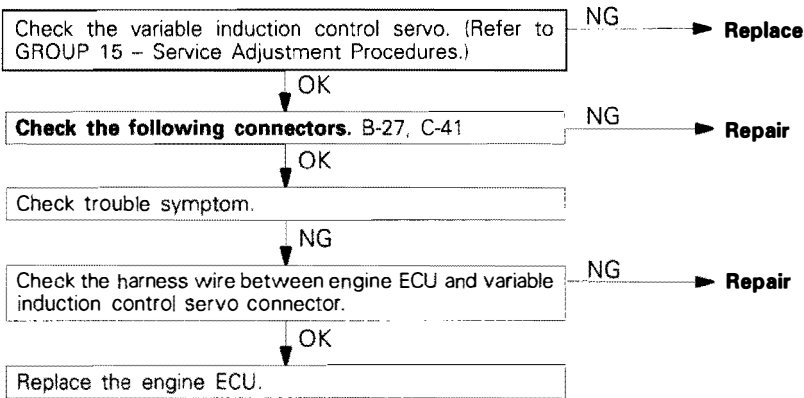 Check the variable induction control servo. (Refer to
GROUP 15 – Service Adjustment Procedures.)
NG
Replace
OK
Check the following connectors. B-27, C-41
NG
Repair
OK
Check trouble symptom.
NG
Check the harness wire between engine ECU and variable
induction control servo connector.
NG
Repair
OK
Replace the engine ECU.